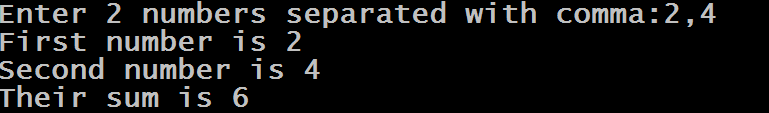 Enter 2 numbers separated with comma:2,4
First number is 2
Second number is 4
Their sum is 6